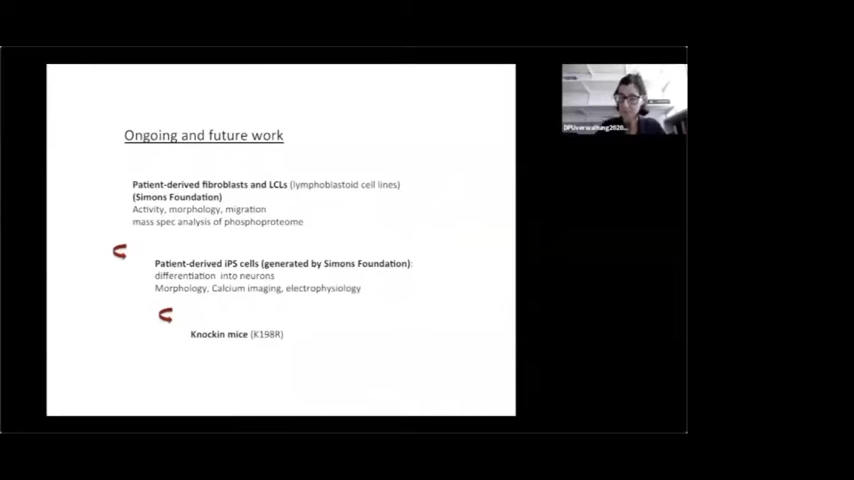 Ongoing and future work
Patient-derived fibroblasts and LCLs (lymphoblastoid cell lines)
(Simons Foundation)
Activity, morphology, migration
mass spec analysis of phosphoproteome
Patient-derived iPS cells (generated by Simons Foundation):
differentiation into neurons
Morphology, Calcium imaging, electrophysiology
Knockin mice (K198R)
DPUverwaltung2020...